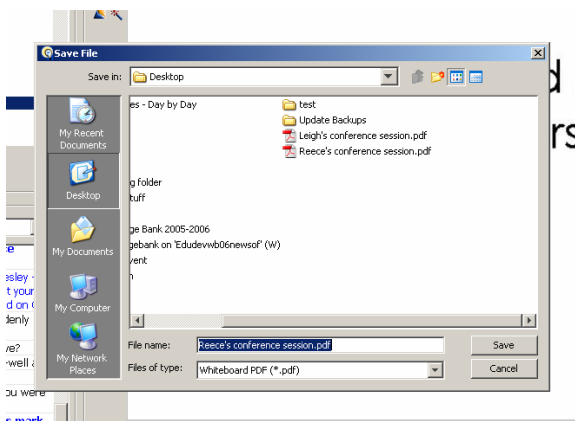 Save File
Save in: Desktop
My Recent
Documents
Desktop
My Documents
My Computer
My Network
Places
es - Day by Day
g folder
tuff
ge Bank 2005-2006
gebank on 'Edudevwb06newsof' (W)
vent
test
Update Backups
Leigh's conference session.pdf
Reece's conference session.pdf
File name: Reece's conference session.pdf Save
Files of type: Whiteboard PDF (*.pdf) Cancel
d
rs
e
esley -
t your
d on
denly
ve?
-well
ou were
s mark